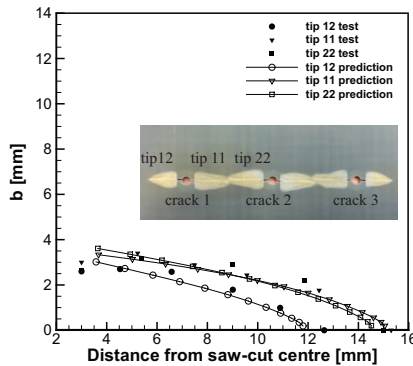 14
12
10
8
6
4
2
0
b [mm]
tip 12 test
tip 11 test
tip 22 test
tip 12 prediction
tip 11 prediction
tip 22 prediction
tip12 tip 11 tip 22
crack 1 crack 2 crack 3
2 4 6 8 10 12 14 16
Distance from saw-cut centre [mm]